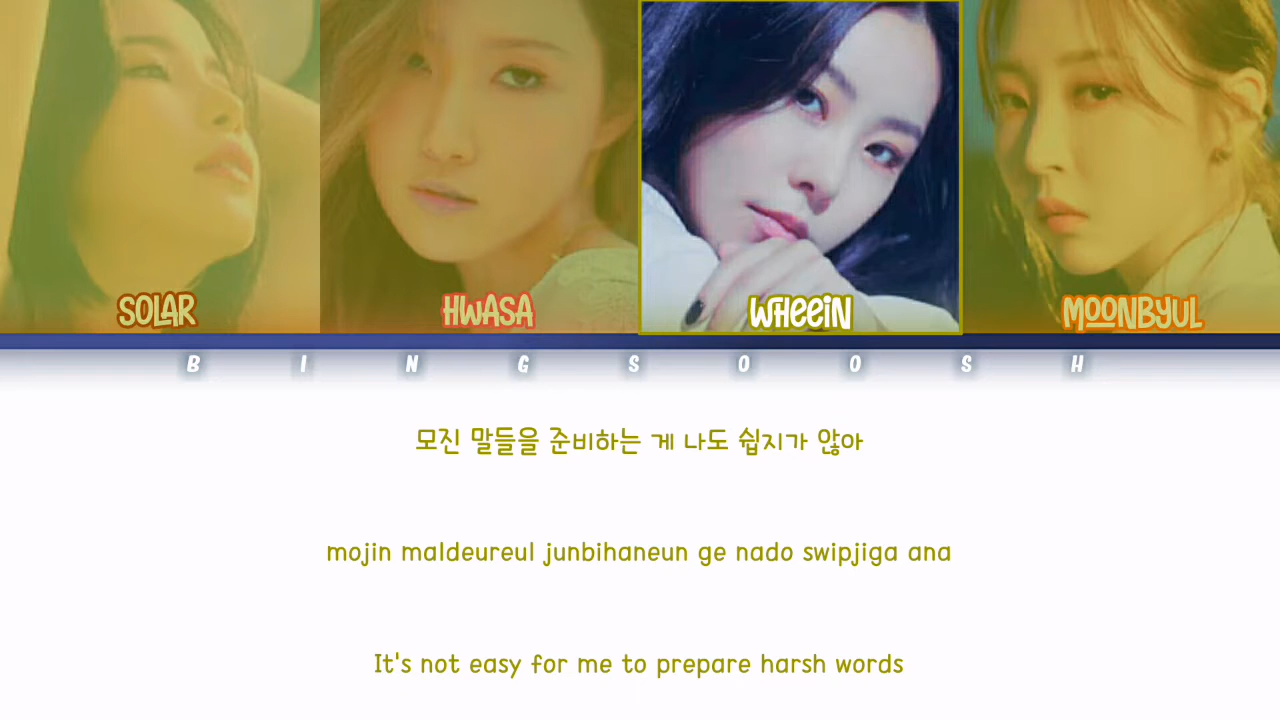 SOLAR HWASA WHEEIN MOONBYUL
BINGSOOSH
모진 말들을 준비하는 게 나도 쉽지가 않아
mojin maldeureul junbihaneun ge nado swipjiga ana
It's not easy for me to prepare harsh words